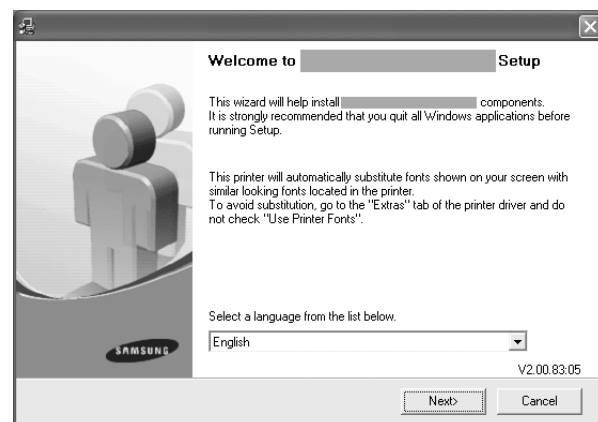 Welcome to Setup
This wizard will help install components.
It is strongly recommended that you quit all Windows applications before
running Setup.
This printer will automatically substitute fonts shown on your screen with
similar looking fonts located in the printer.
To avoid substitution, go to the "Extras" tab of the printer driver and do
not check "Use Printer Fonts".
Select a language from the list below.
English
SAMSUNG
V2.00.83:05
Next>
Cancel